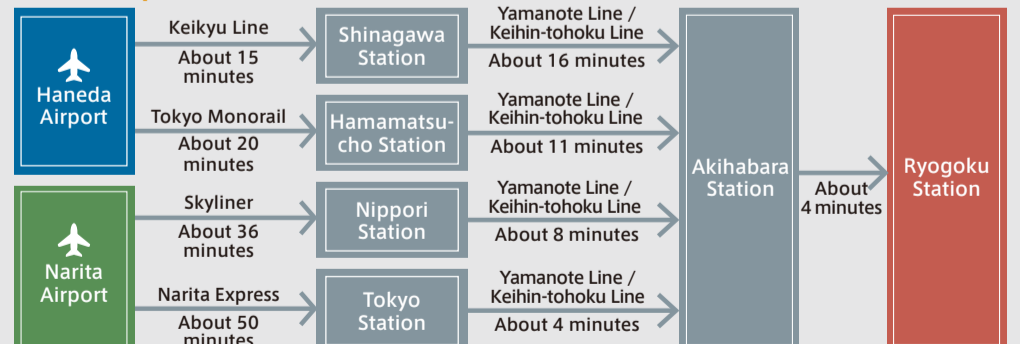 Haneda
Airport
Keikyu Line
About 15
minutes
Shinagawa
Station
Yamanote Line /
Keihin-tohoku Line
About 16 minutes
Tokyo Monorail
About 20
minutes
Hamamatsu-
cho Station
Yamanote Line /
Keihin-tohoku Line
About 11 minutes
Narita
Airport
Skyliner
About 36
minutes
Nippori
Station
Yamanote Line /
Keihin-tohoku Line
About 8 minutes
Narita Express
About 50
minutes
Tokyo
Station
Yamanote Line /
Keihin-tohoku Line
About 4 minutes
Akihabara
Station
About
4 minutes
Ryogoku
Station